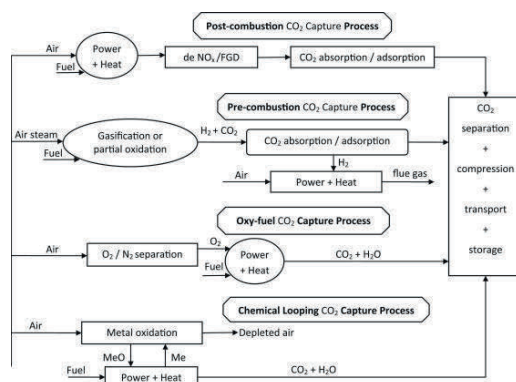 Post-combustion CO₂ Capture Process
Air
Fuel
Power
+ Heat
de NOₓ/FGD
CO₂ absorption / adsorption
Pre-combustion CO₂ Capture Process
Air steam
Fuel
Gasification or
partial oxidation
H₂ + CO₂
CO₂ absorption / adsorption
H₂
Air
Power + Heat
flue gas
CO₂
separation
+
compression
+
transport
+
storage
Oxy-fuel CO₂ Capture Process
Air
O₂ / N₂ separation
O₂
Fuel
Power
+ Heat
CO₂ + H₂O
Chemical Looping CO₂ Capture Process
Air
Metal oxidation
Depleted air
MeO
Me
Fuel
Power + Heat
CO₂ + H₂O